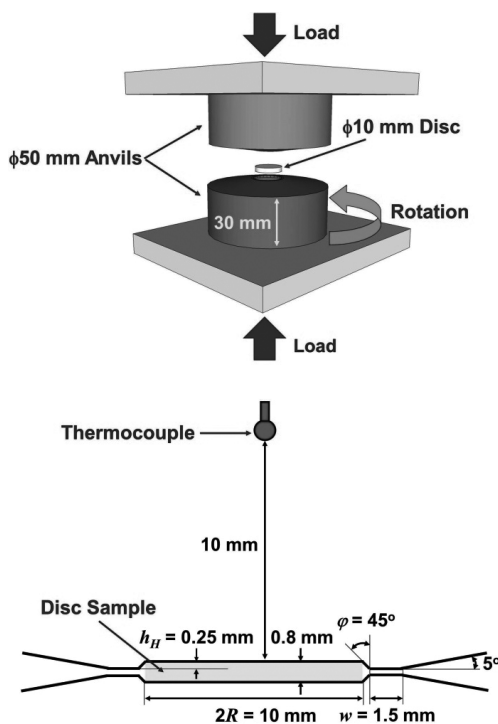 Load
ϕ50 mm Anvils
ϕ10 mm Disc
30 mm
Rotation
Load
Thermocouple
10 mm
Disc Sample
φ = 45°
h_H = 0.25 mm
0.8 mm
5°
2R = 10 mm
w = 1.5 mm